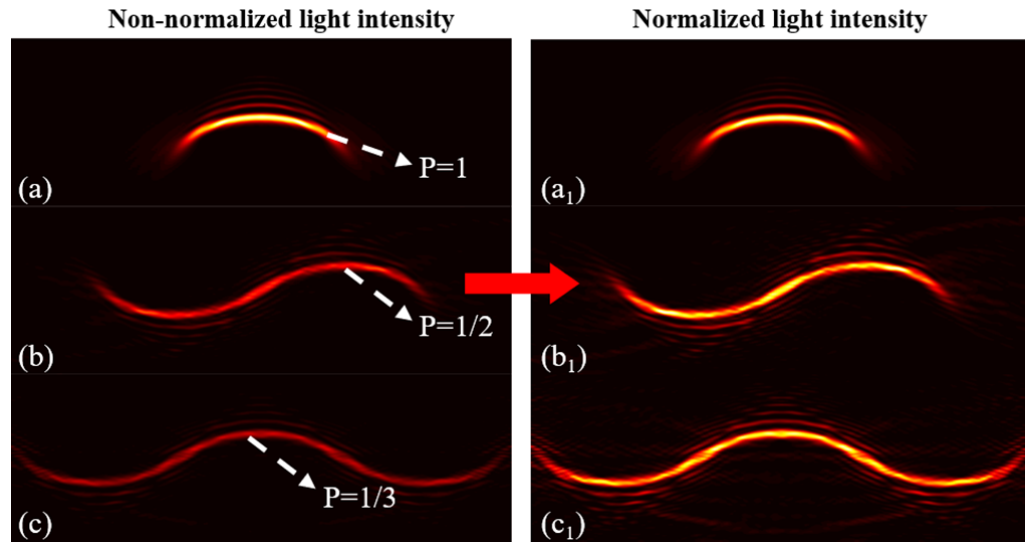 Non-normalized light intensity
Normalized light intensity
P=1
(a)
(a₁)
P=1/2
(b)
(b₁)
P=1/3
(c)
(c₁)